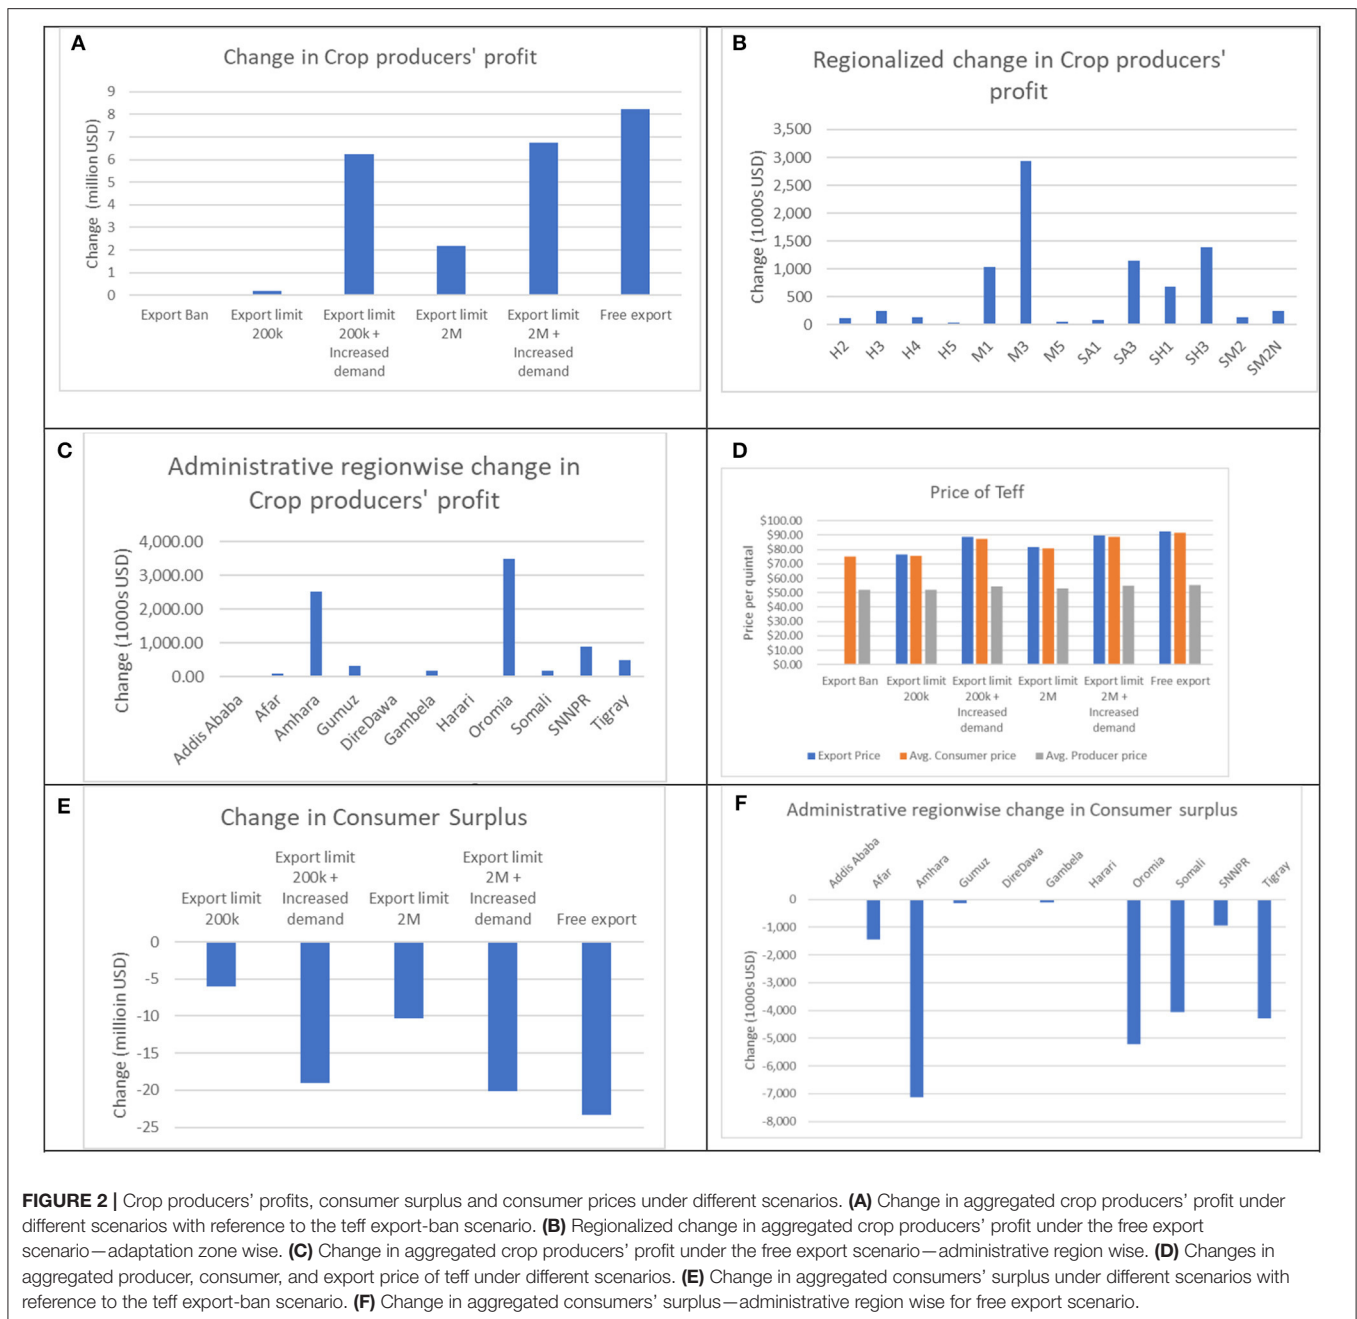 A
Change in Crop producers' profit
Change (million USD)
9
8
7
6
5
4
3
2
1
0
Export Ban
Export limit
200k
Export limit
200k +
Increased
demand
Export limit
2M
Export limit
2M +
Increased
demand
Free export
B
Regionalized change in Crop producers'
profit
Change (1000s USD)
3,500
3,000
2,500
2,000
1,500
1,000
500
0
H2
H3
H4
H5
M1
M3
M5
SA1
SA3
SH1
SH3
SM2
SM2N
C
Administrative regionwise change in
Crop producers' profit
Change (1000s USD)
4,000.00
3,000.00
2,000.00
1,000.00
0.00
Addis Ababa
Afar
Amhara
Gumuz
DireDawa
Gambela
Harari
Oromia
Somali
SNNPR
Tigray
D
Price of Teff
Price per quintal
$100.00
$90.00
$80.00
$70.00
$60.00
$50.00
$40.00
$30.00
$20.00
$10.00
$0.00
Export Ban
Export limit
200k
Export limit
200k +
Increased
demand
Export limit
2M
Export limit
2M +
Increased
demand
Free export
Export Price
Avg. Consumer price
Avg. Producer price
E
Change in Consumer Surplus
Export limit
200k
Export limit
200k +
Increased
demand
Export limit
2M
Export limit
2M +
Increased
demand
Free export
Change (millioin USD)
0
-5
-10
-15
-20
-25
F
Administrative regionwise change in Consumer surplus
Addis Ababa
Afar
Amhara
Gumuz
DireDawa
Gambela
Harari
Oromia
Somali
SNNPR
Tigray
Change (1000s USD)
0
-1,000
-2,000
-3,000
-4,000
-5,000
-6,000
-7,000
-8,000
FIGURE 2 | Crop producers' profits, consumer surplus and consumer prices under different scenarios. (A) Change in aggregated crop producers' profit under
different scenarios with reference to the teff export-ban scenario. (B) Regionalized change in aggregated crop producers' profit under the free export
scenario—adaptation zone wise. (C) Change in aggregated crop producers' profit under the free export scenario—administrative region wise. (D) Changes in
aggregated producer, consumer, and export price of teff under different scenarios. (E) Change in aggregated consumers' surplus under different scenarios with
reference to the teff export-ban scenario. (F) Change in aggregated consumers' surplus—administrative region wise for free export scenario.